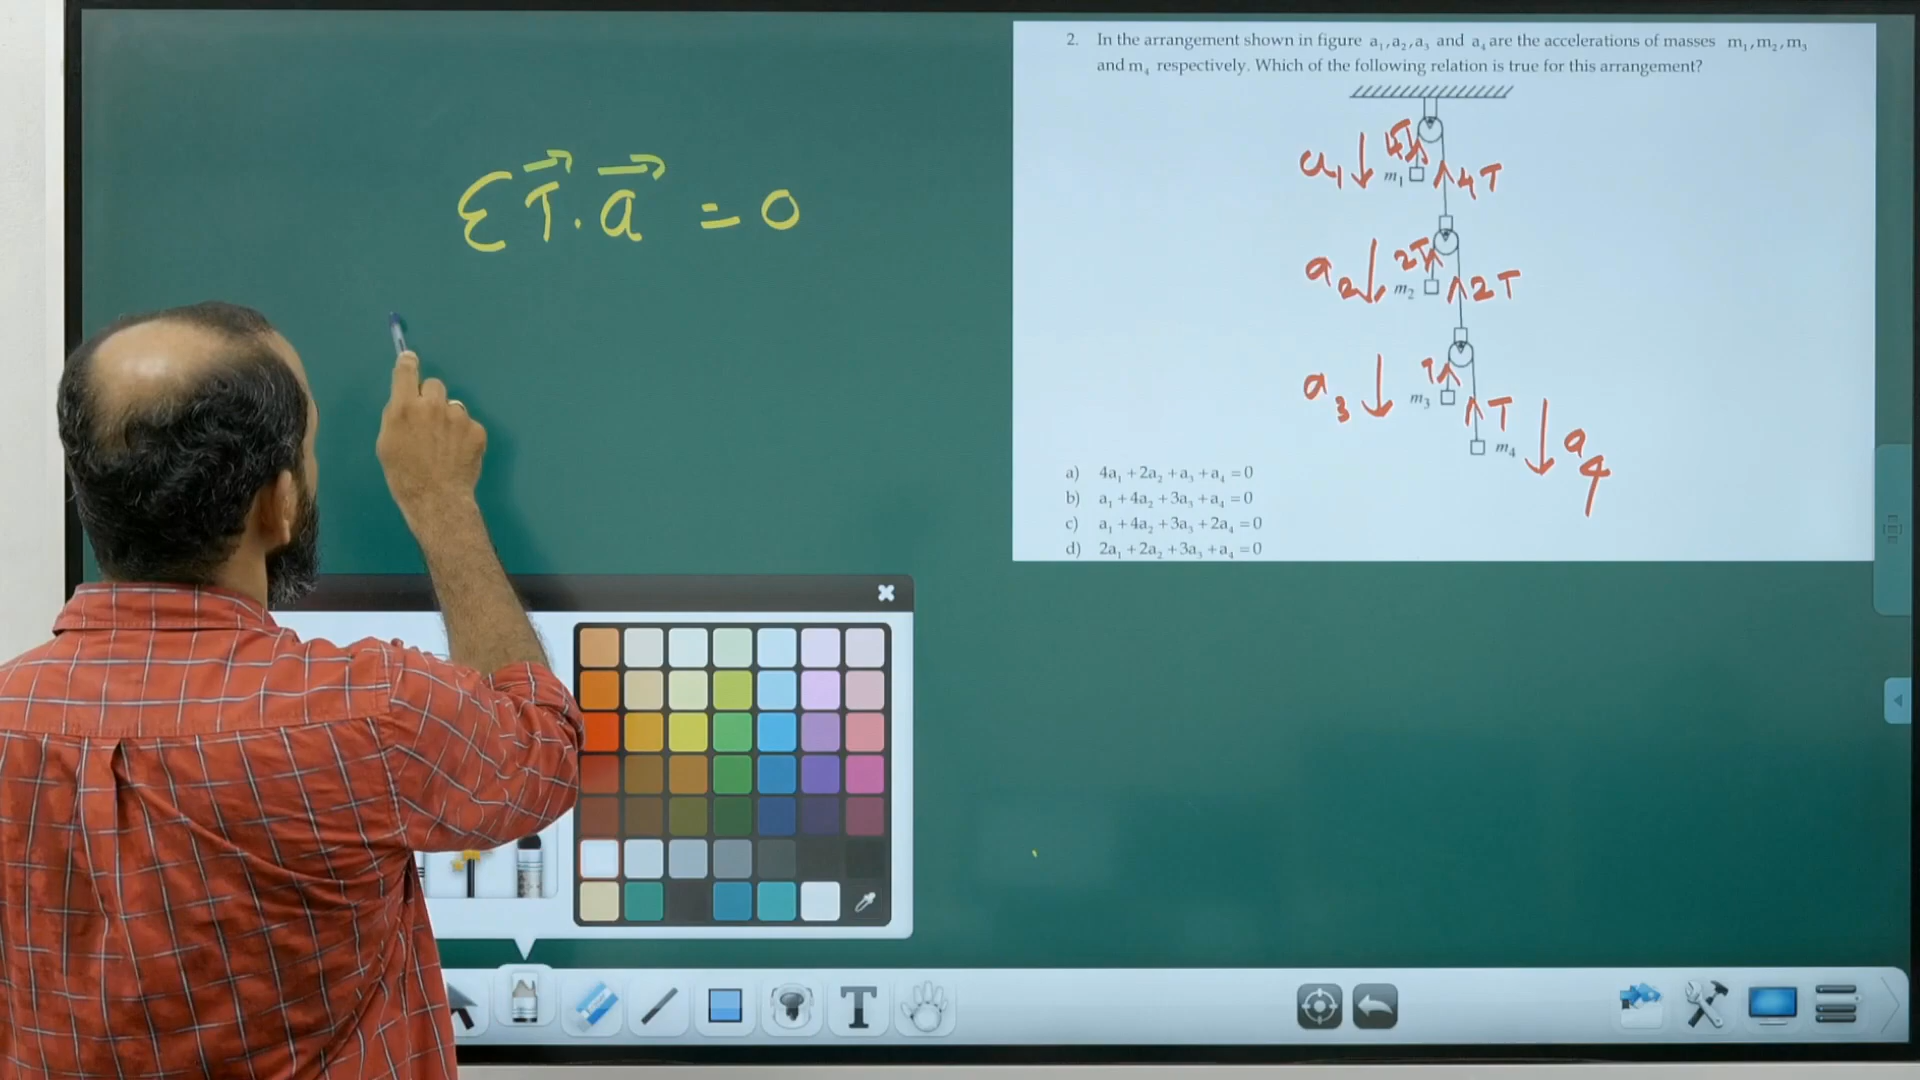 Σ T⃗ . a⃗ = 0
2. In the arrangement shown in figure a₁,a₂,a₃ and a₄ are the accelerations of masses m₁,m₂,m₃
and m₄ respectively. Which of the following relation is true for this arrangement?
a₁ 4T m₁ 4T
a₂ 2T m₂ 2T
a₃ T m₃ T
m₄ a₄
a) 4a₁ +2a₂ +a₃ +a₄ =0
b) a₁ +4a₂ +3a₃ +a₄ =0
c) a₁ +4a₂ +3a₃ +2a₄ =0
d) 2a₁ +2a₂ +3a₃ +a₄ =0
T